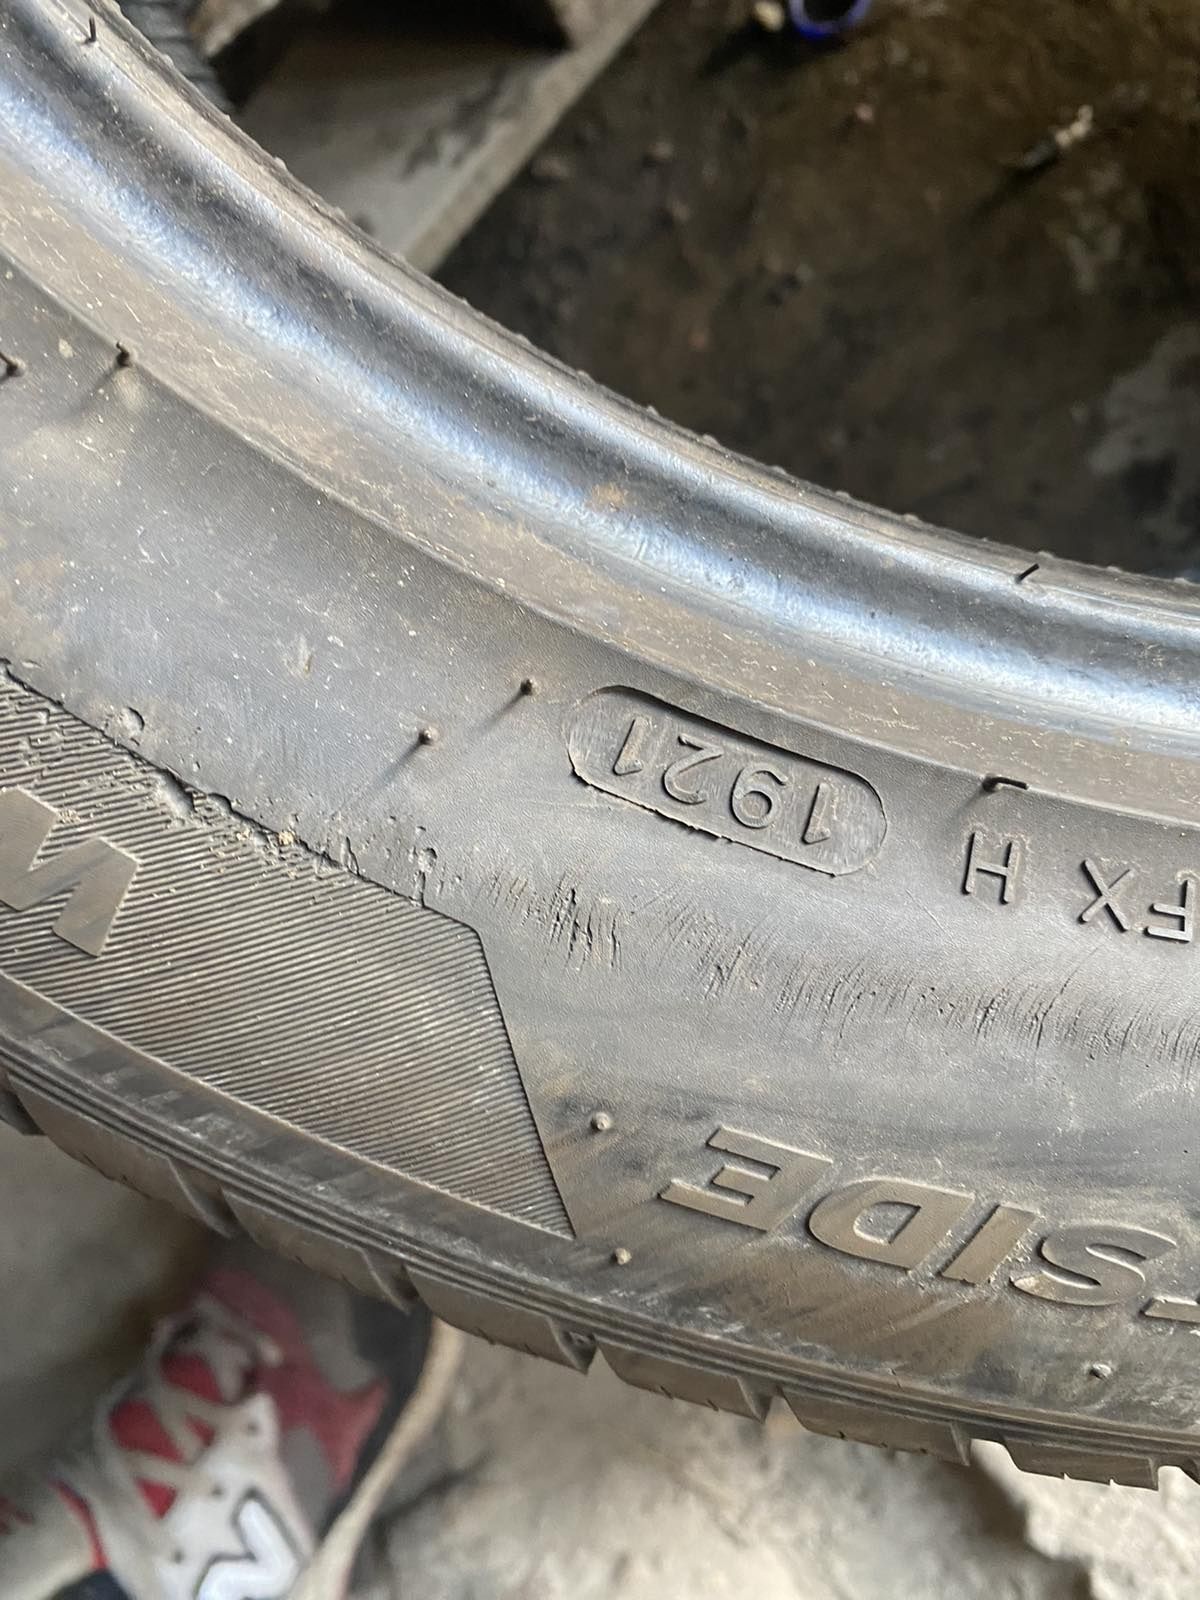 FX H 1921
SIDE W